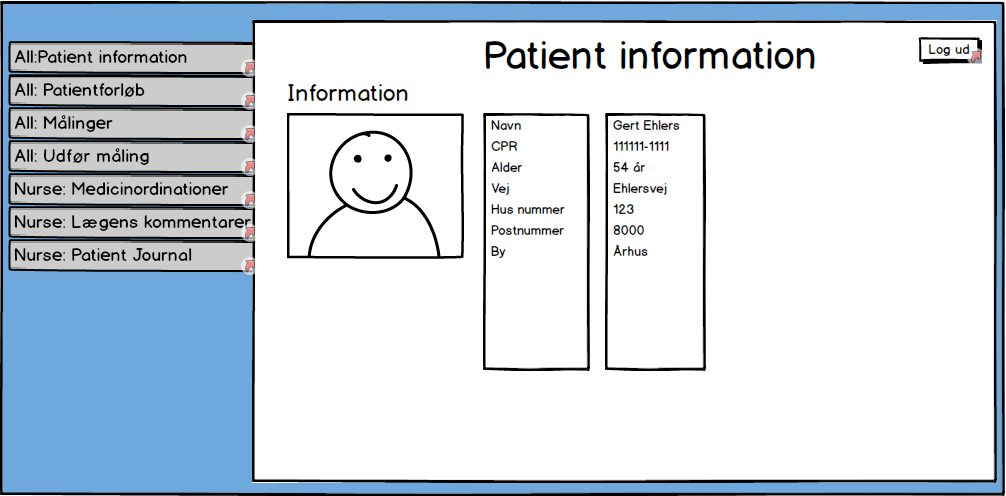 All:Patient information
All: Patientforløb
All: Målinger
All: Udfør måling
Nurse: Medicinordinationer
Nurse: Lægens kommentarer
Nurse: Patient Journal
Patient information
Log ud
Information
Navn
CPR
Alder
Vej
Hus nummer
Postnummer
By
Gert Ehlers
111111-1111
54 år
Ehlersvej
123
8000
Århus